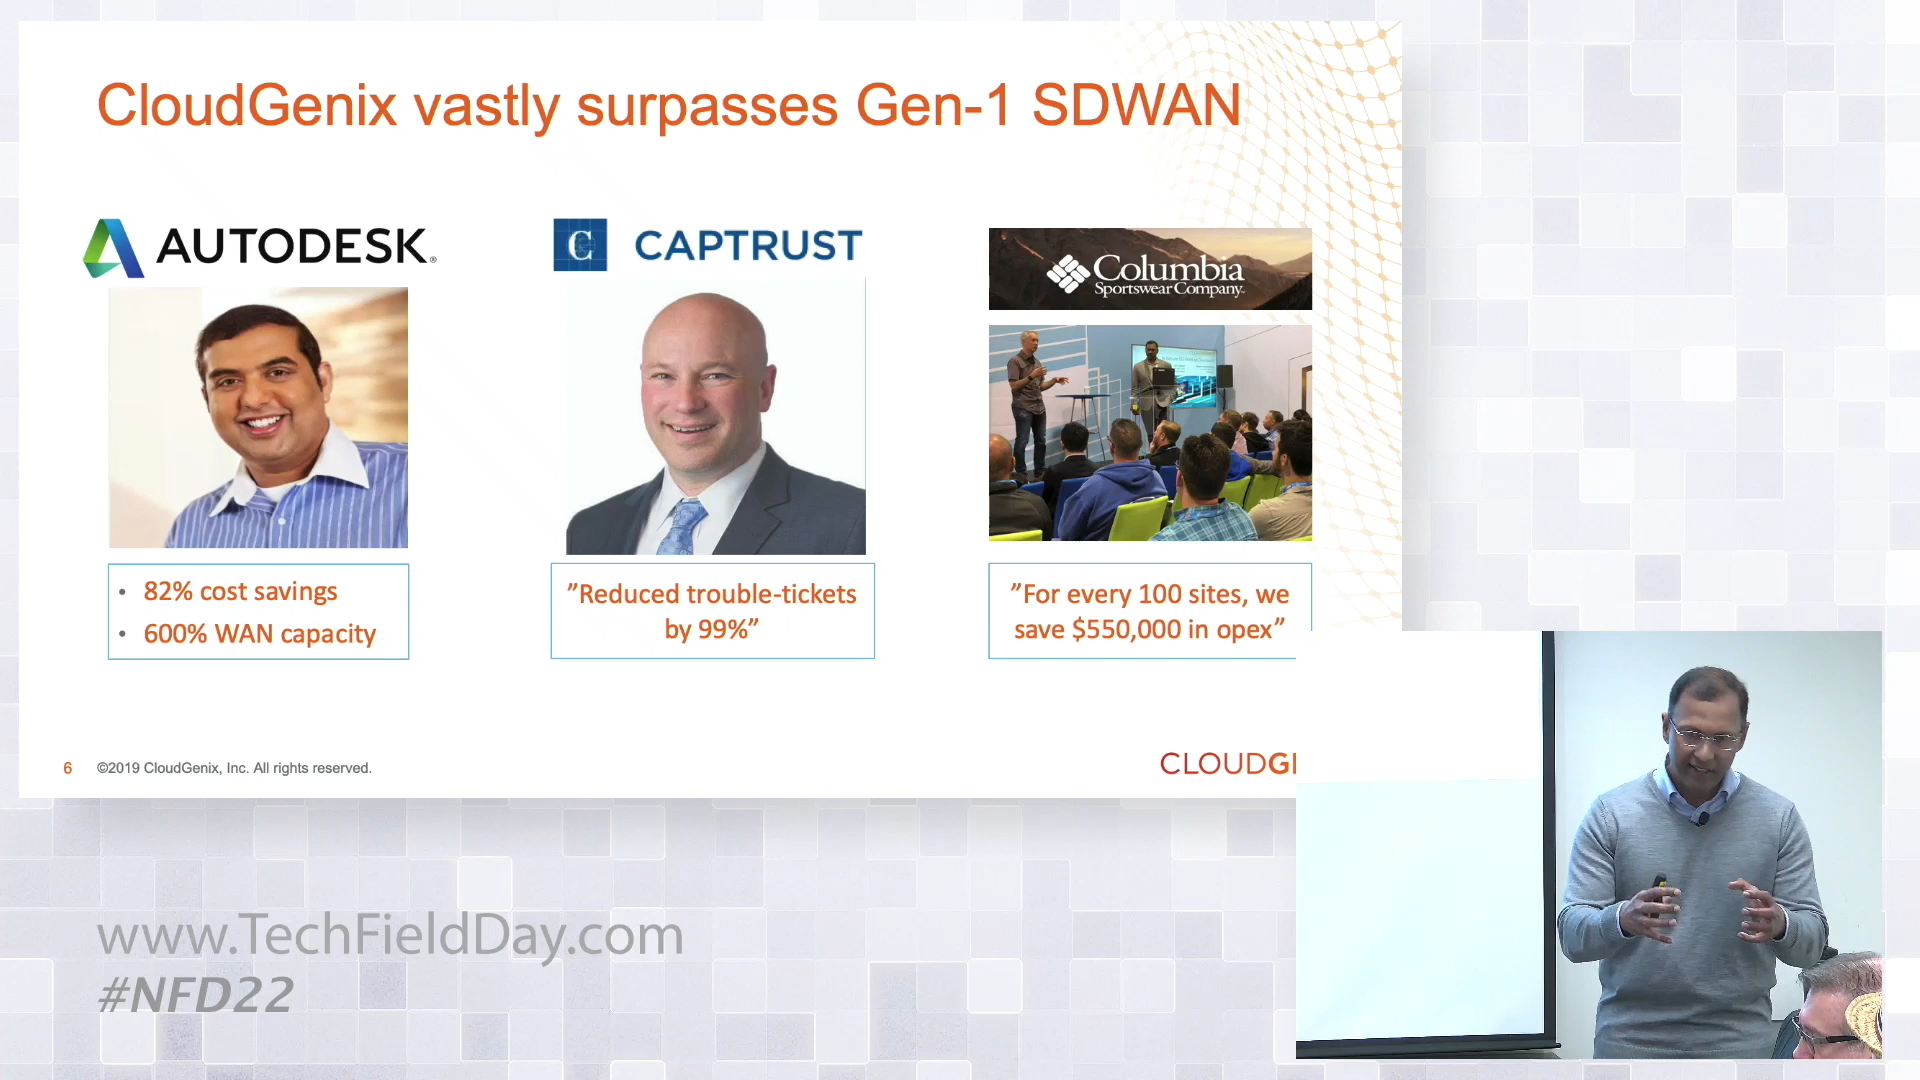 CloudGenix vastly surpasses Gen-1 SDWAN
AUTODESK®
C CAPTRUST
Columbia
Sportswear Company™
• 82% cost savings
• 600% WAN capacity
”Reduced trouble-tickets
by 99%”
”For every 100 sites, we
save $550,000 in opex”
6 ©2019 CloudGenix, Inc. All rights reserved.
CLOUDGE
www.TechFieldDay.com
#NFD22